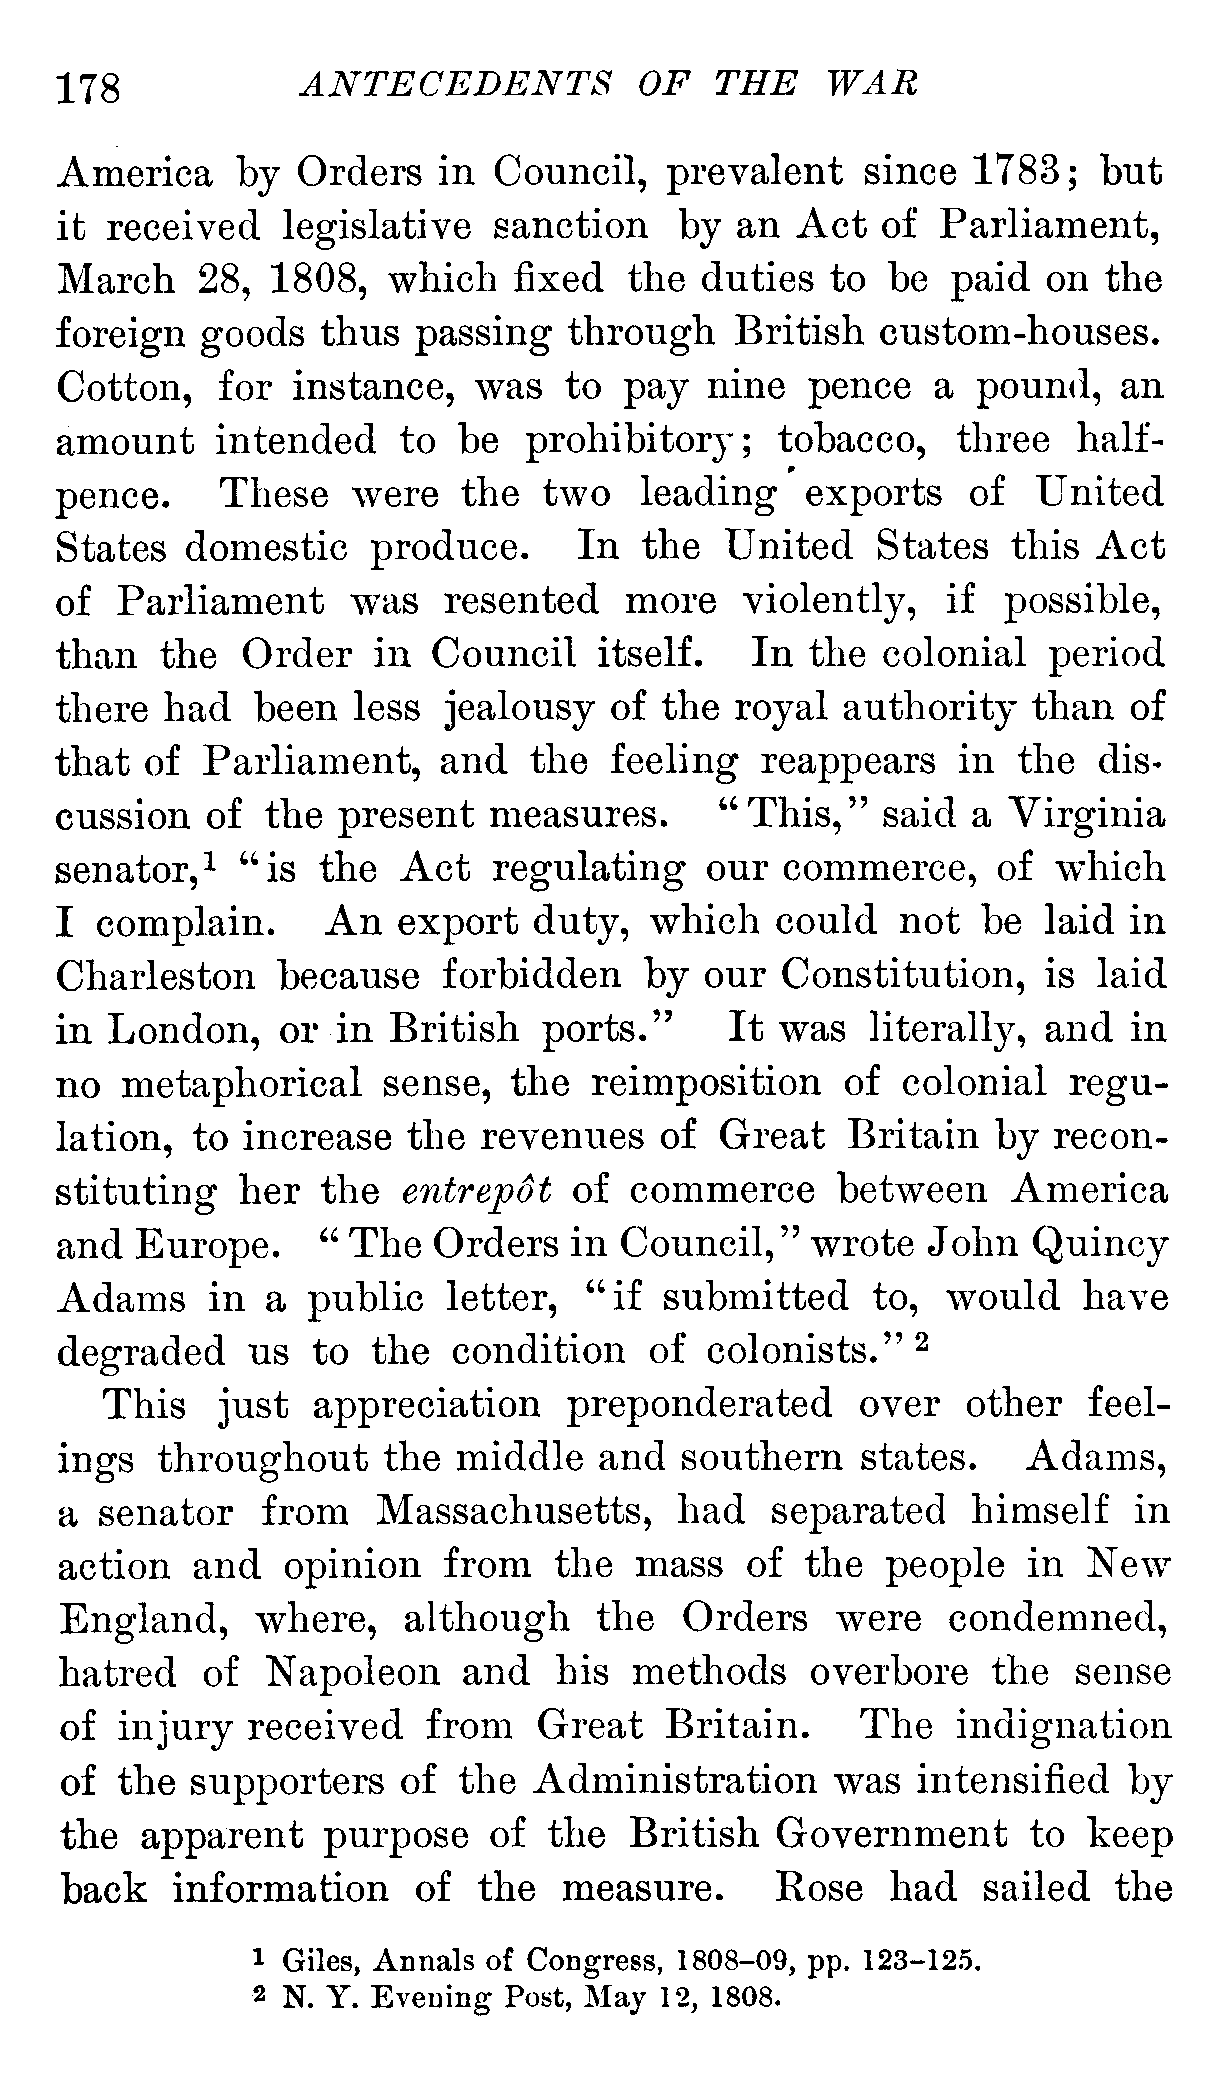 178 ANTECEDENTS OF THE WAR
America by Orders in Council, prevalent since 1783; but
it received legislative sanction by an Act of Parliament,
March 28, 1808, which fixed the duties to be paid on the
foreign goods thus passing through British custom-houses.
Cotton, for instance, was to pay nine pence a pound, an
amount intended to be prohibitory; tobacco, three half-
pence. These were the two leading exports of United
States domestic produce. In the United States this Act
of Parliament was resented more violently, if possible,
than the Order in Council itself. In the colonial period
there had been less jealousy of the royal authority than of
that of Parliament, and the feeling reappears in the dis-
cussion of the present measures. “This,” said a Virginia
senator,¹ “is the Act regulating our commerce, of which
I complain. An export duty, which could not be laid in
Charleston because forbidden by our Constitution, is laid
in London, or in British ports.” It was literally, and in
no metaphorical sense, the reimposition of colonial regu-
lation, to increase the revenues of Great Britain by recon-
stituting her the entrepôt of commerce between America
and Europe. “The Orders in Council,” wrote John Quincy
Adams in a public letter, “if submitted to, would have
degraded us to the condition of colonists.”²
This just appreciation preponderated over other feel-
ings throughout the middle and southern states. Adams,
a senator from Massachusetts, had separated himself in
action and opinion from the mass of the people in New
England, where, although the Orders were condemned,
hatred of Napoleon and his methods overbore the sense
of injury received from Great Britain. The indignation
of the supporters of the Administration was intensified by
the apparent purpose of the British Government to keep
back information of the measure. Rose had sailed the
¹ Giles, Annals of Congress, 1808–09, pp. 123–125.
² N. Y. Evening Post, May 12, 1808.